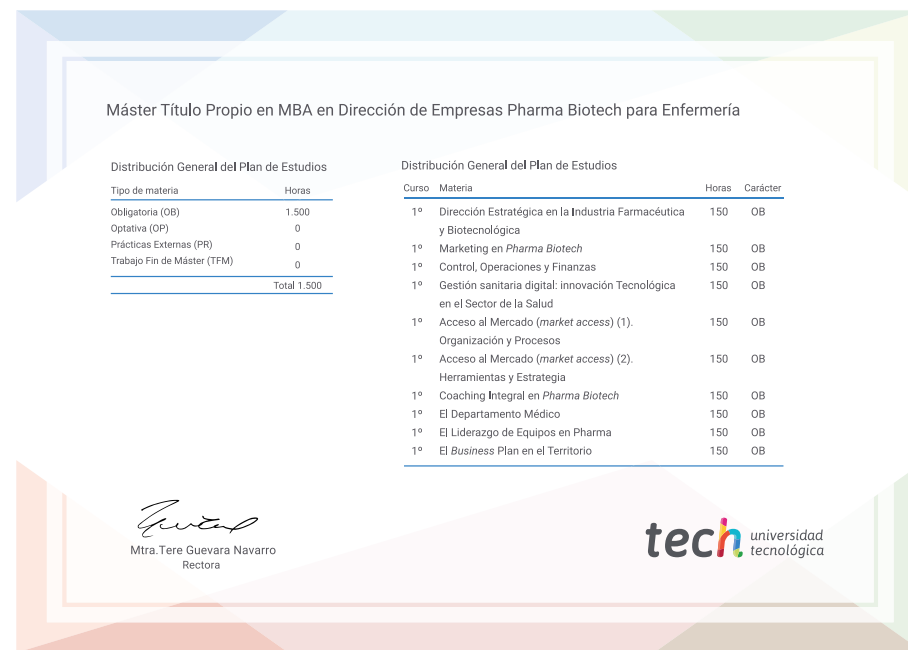 Máster Título Propio en MBA en Dirección de Empresas Pharma Biotech para Enfermería
Distribución General del Plan de Estudios
Tipo de materia Horas
Obligatoria (OB) 1.500
Optativa (OP) 0
Prácticas Externas (PR) 0
Trabajo Fin de Máster (TFM) 0
Total 1.500
Distribución General del Plan de Estudios
Curso Materia Horas Carácter
1º Dirección Estratégica en la Industria Farmacéutica 150 OB
y Biotecnológica
1º Marketing en Pharma Biotech 150 OB
1º Control, Operaciones y Finanzas 150 OB
1º Gestión sanitaria digital: innovación Tecnológica 150 OB
en el Sector de la Salud
1º Acceso al Mercado (market access) (1). 150 OB
Organización y Procesos
1º Acceso al Mercado (market access) (2). 150 OB
Herramientas y Estrategia
1º Coaching Integral en Pharma Biotech 150 OB
1º El Departamento Médico 150 OB
1º El Liderazgo de Equipos en Pharma 150 OB
1º El Business Plan en el Territorio 150 OB
Mtra.Tere Guevara Navarro
Rectora
tech universidad
tecnológica